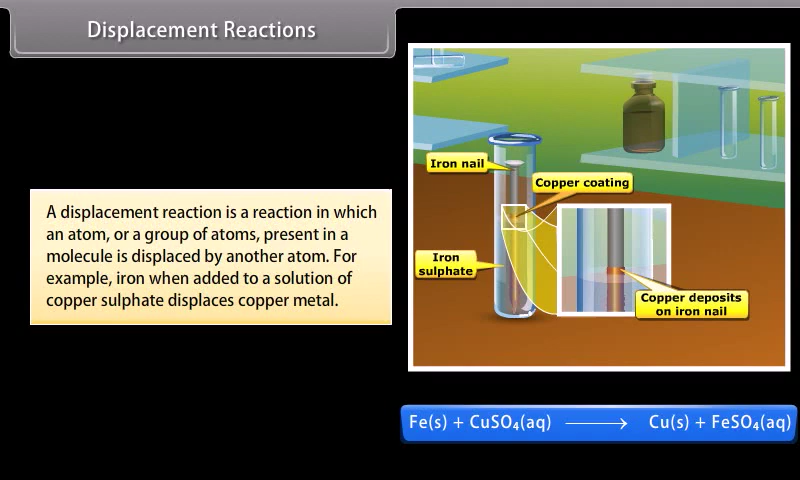 Displacement Reactions
A displacement reaction is a reaction in which
an atom, or a group of atoms, present in a
molecule is displaced by another atom. For
example, iron when added to a solution of
copper sulphate displaces copper metal.
Iron nail
Copper coating
Iron
sulphate
Copper deposits
on iron nail
Fe(s) + CuSO₄(aq) ⟶ Cu(s) + FeSO₄(aq)